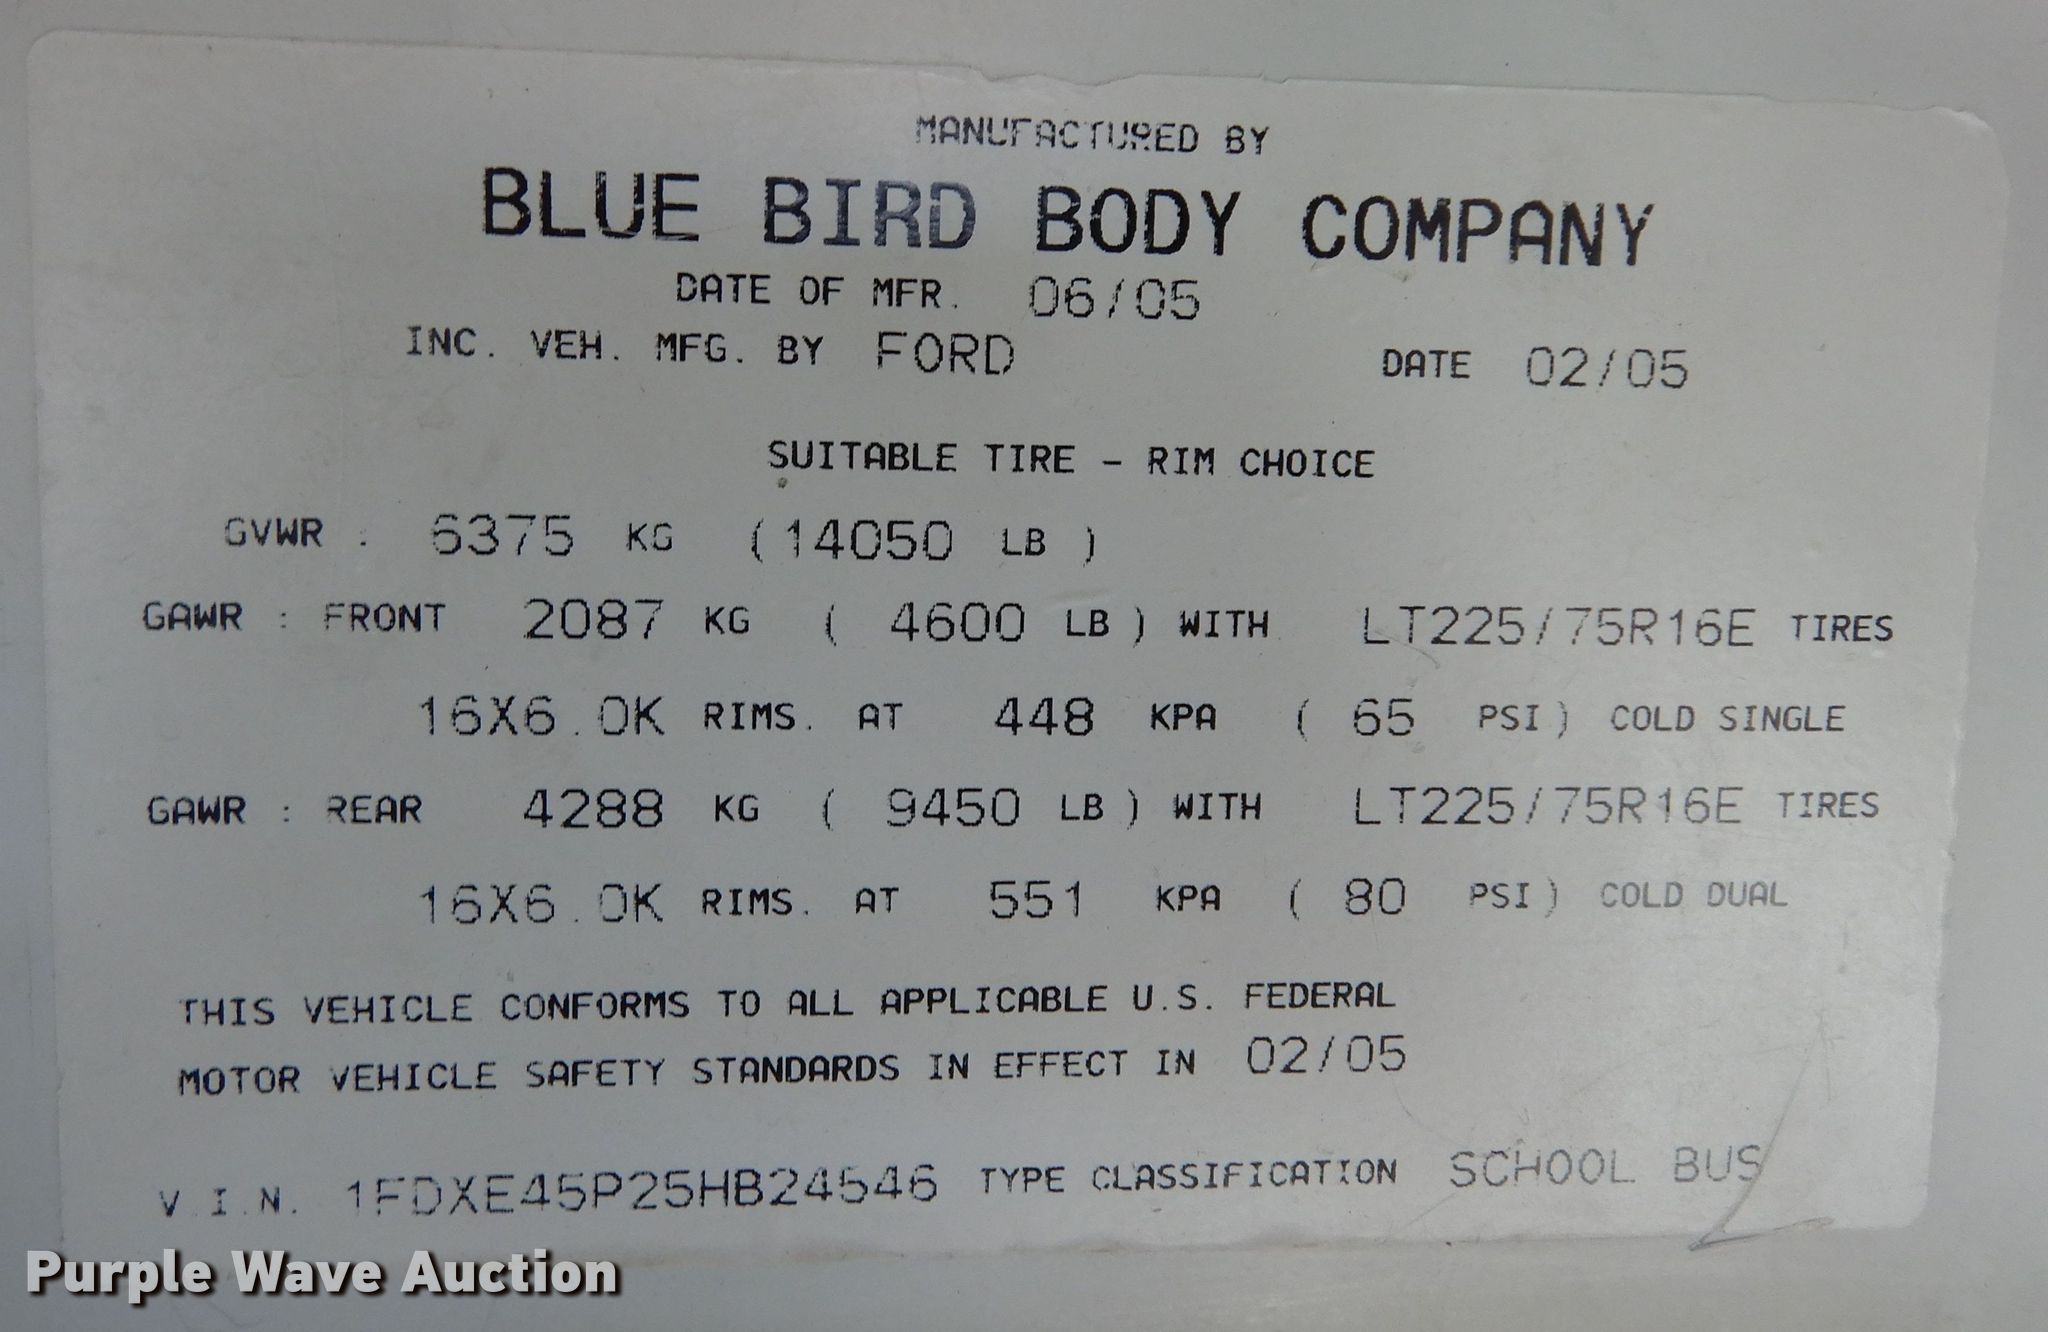 MANUFACTURED BY
BLUE BIRD BODY COMPANY
DATE OF MFR. 06/05
INC. VEH. MFG. BY FORD DATE 02/05
SUITABLE TIRE - RIM CHOICE
GVWR : 6375 KG (14050 LB )
GAWR : FRONT 2087 KG ( 4600 LB ) WITH LT225/75R16E TIRES
16X6.0K RIMS. AT 448 KPA ( 65 PSI) COLD SINGLE
GAWR : REAR 4288 KG ( 9450 LB ) WITH LT225/75R16E TIRES
16X6.0K RIMS. AT 551 KPA ( 80 PSI) COLD DUAL
THIS VEHICLE CONFORMS TO ALL APPLICABLE U.S. FEDERAL
MOTOR VEHICLE SAFETY STANDARDS IN EFFECT IN 02/05
V.I.N. 1FDXE45P25HB24546 TYPE CLASSIFICATION SCHOOL BUS
Purple Wave Auction